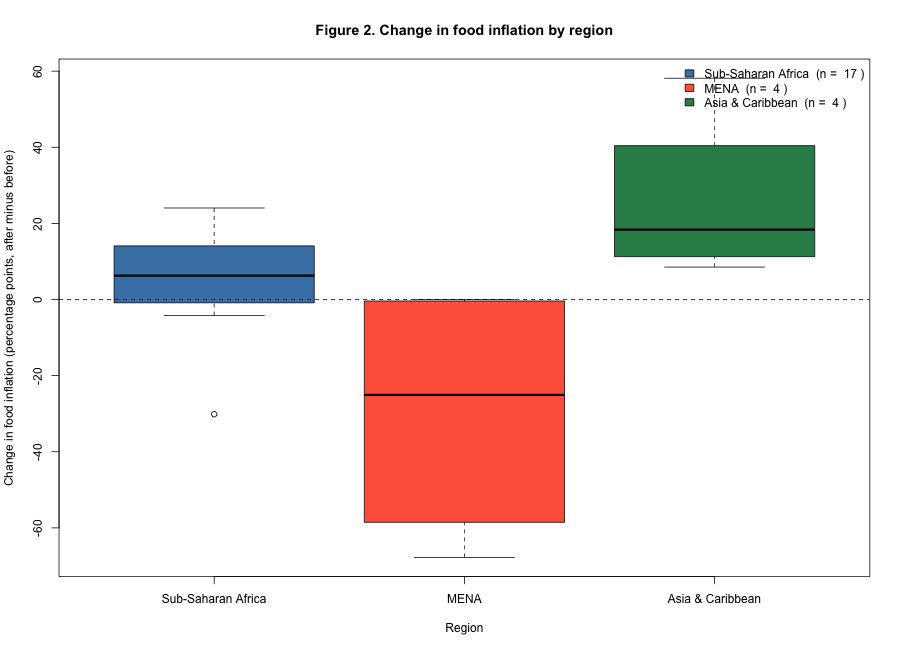 Figure 2. Change in food inflation by region
Change in food inflation (percentage points, after minus before)
60
40
20
0
-20
-40
-60
Sub-Saharan Africa (n = 17 )
MENA (n = 4 )
Asia & Caribbean (n = 4 )
Sub-Saharan Africa
MENA
Asia & Caribbean
Region